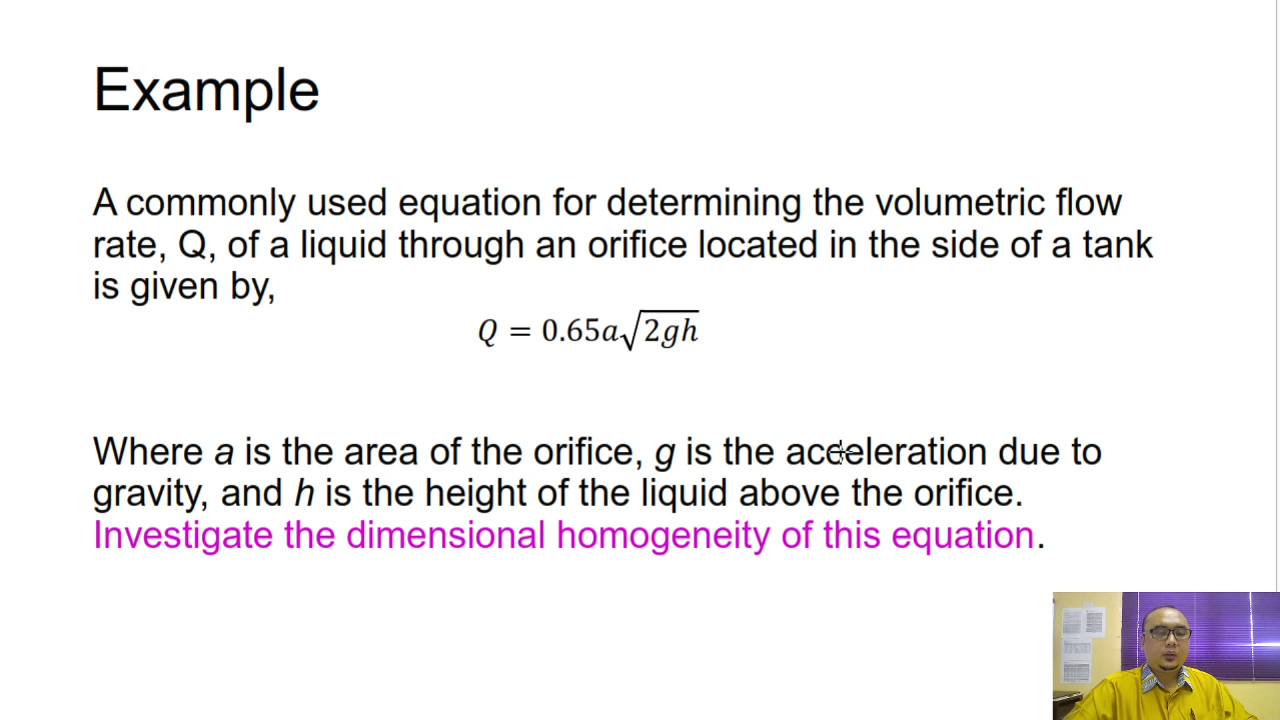 Example
A commonly used equation for determining the volumetric flow
rate, Q, of a liquid through an orifice located in the side of a tank
is given by,
Q = 0.65a√2gh
Where a is the area of the orifice, g is the acceleration due to
gravity, and h is the height of the liquid above the orifice.
Investigate the dimensional homogeneity of this equation.